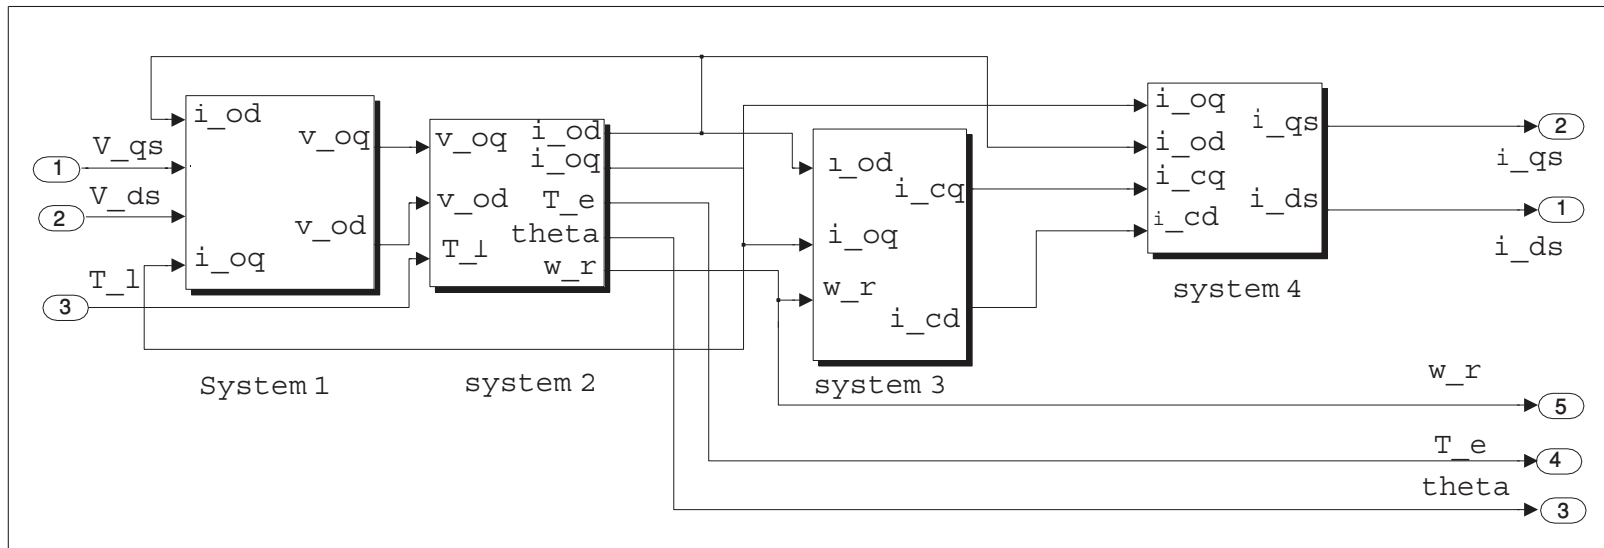 V_qs
1
V_ds
2
T_l
3
i_od
v_oq
v_od
i_oq
System 1
v_oq
v_od
T_l
i_od
i_oq
T_e
theta
w_r
system 2
i_od
i_cq
i_oq
w_r
i_cd
system 3
i_oq
i_qs
i_od
i_cq
i_ds
i_cd
system 4
2
i_qs
1
i_ds
w_r
5
T_e
4
theta
3